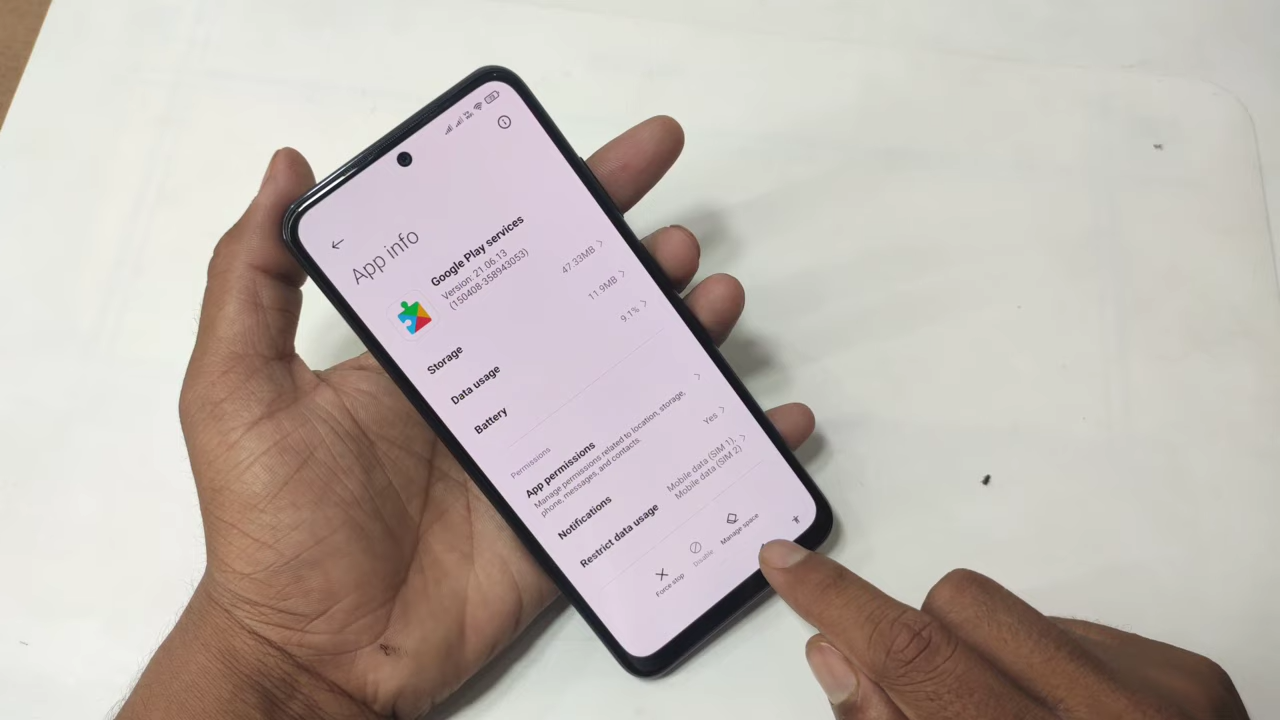 App info
Google Play services
Version: 21.06.13
(150408-358943053)
Storage
47.33MB
Data usage
11.9MB
Battery
9.1%
Permissions
App permissions
Manage permissions related to location, storage,
phone, messages, and contacts.
Notifications
Yes
Restrict data usage
Mobile data (SIM 1),
Mobile data (SIM 2)
Force stop
Disable
Manage space